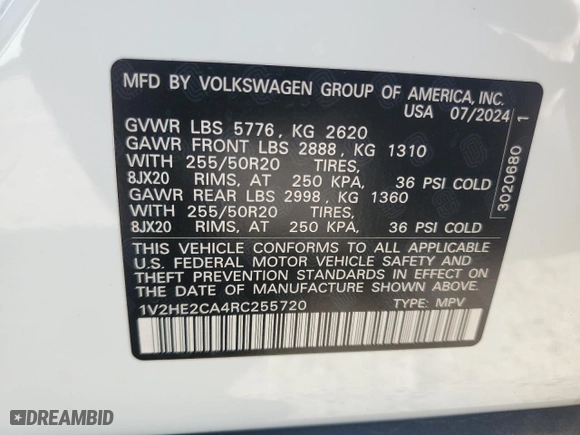 MFD BY VOLKSWAGEN GROUP OF AMERICA, INC.
USA 07/2024
GVWR LBS 5776, KG 2620
GAWR FRONT LBS 2888, KG 1310
WITH 255/50R20 TIRES,
8JX20 RIMS, AT 250 KPA, 36 PSI COLD
GAWR REAR LBS 2998, KG 1360
WITH 255/50R20 TIRES,
8JX20 RIMS, AT 250 KPA, 36 PSI COLD
THIS VEHICLE CONFORMS TO ALL APPLICABLE
U.S. FEDERAL MOTOR VEHICLE SAFETY AND
THEFT PREVENTION STANDARDS IN EFFECT ON
THE DATE OF MANUFACTURE SHOWN ABOVE.
1V2HE2CA4RC255720 TYPE: MPV
3020680 1
DREAMBID